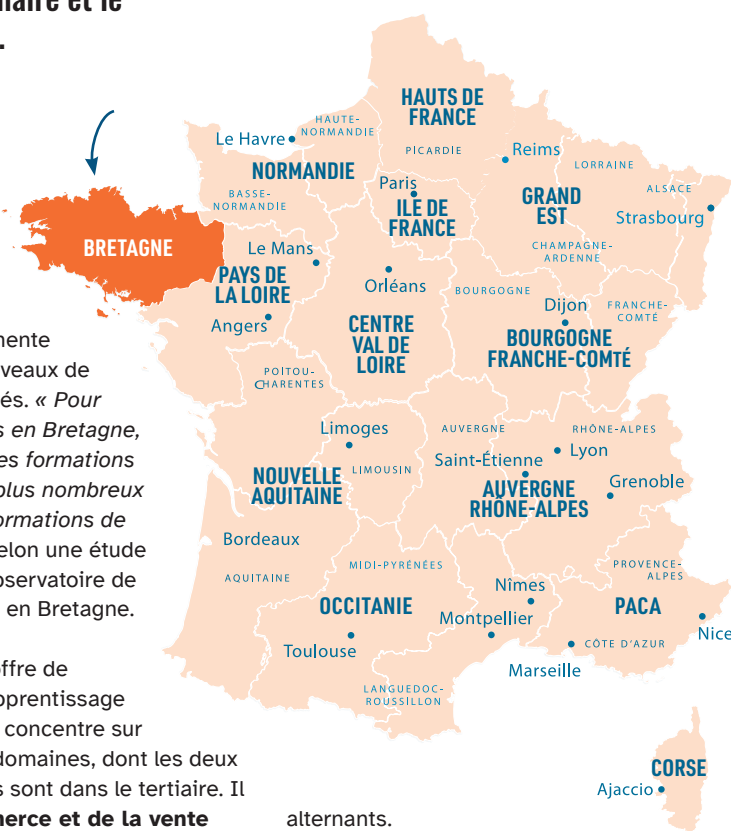 naire et le
.
HAUTS DE
FRANCE
HAUTE-
NORMANDIE
Le Havre
PICARDIE
Reims
NORMANDIE
LORRAINE
Paris
ALSACE
BASSE-
NORMANDIE
ILE DE
FRANCE
GRAND
EST
Strasbourg
BRETAGNE
Le Mans
CHAMPAGNE-
ARDENNE
PAYS DE
LA LOIRE
Orléans
BOURGOGNE
Dijon
FRANCHE-
COMTÉ
Angers
CENTRE
VAL DE
LOIRE
BOURGOGNE
FRANCHE-COMTÉ
POITOU-
CHARENTES
Limoges
AUVERGNE
RHÔNE-ALPES
Lyon
Saint-Étienne
LIMOUSIN
NOUVELLE
AQUITAINE
Grenoble
AUVERGNE
RHÔNE-ALPES
Bordeaux
MIDI-PYRÉNÉES
PROVENCE-
ALPES
AQUITAINE
Nîmes
OCCITANIE
PACA
Montpellier
Nice
Toulouse
CÔTE D'AZUR
Marseille
LANGUEDOC-
ROUSSILLON
CORSE
Ajaccio
nente
veaux de
és. « Pour
s en Bretagne,
es formations
plus nombreux
ormations de
elon une étude
bservatoire de
en Bretagne.
offre de
pprentissage
concentre sur
domaines, dont les deux
s sont dans le tertiaire. Il
merce et de la vente
alternants.